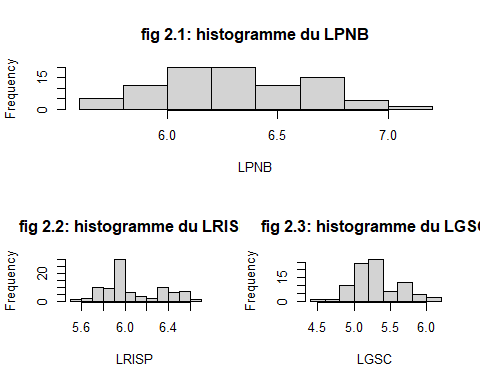 fig 2.1: histogramme du LPNB
Frequency
0 15
6.0 6.5 7.0
LPNB
fig 2.2: histogramme du LRIS
Frequency
0 20
5.6 6.0 6.4
LRISP
fig 2.3: histogramme du LGSC
Frequency
0 15
4.5 5.0 5.5 6.0
LGSC